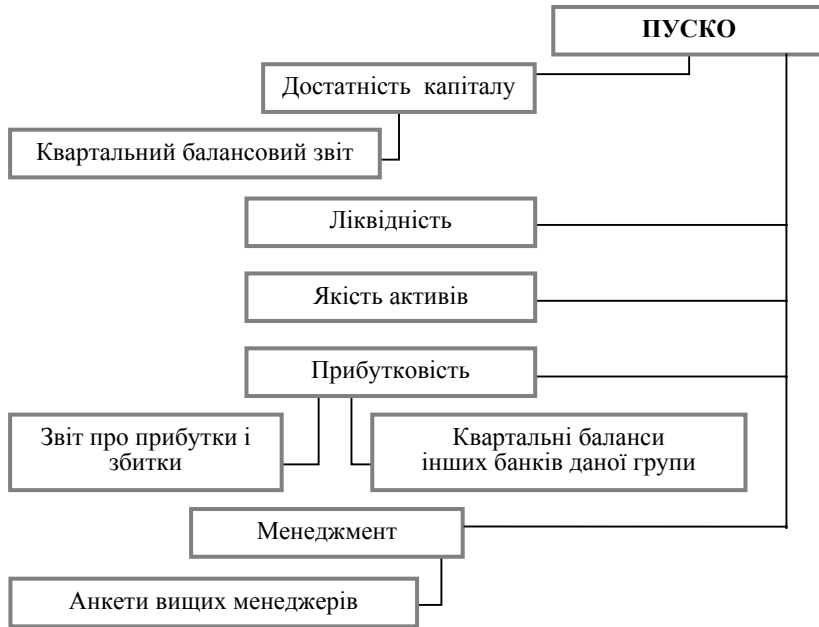 ПУСКО
Достатність капіталу
Квартальний балансовий звіт
Ліквідність
Якість активів
Прибутковість
Звіт про прибутки і
збитки
Квартальні баланси
інших банків даної групи
Менеджмент
Анкети вищих менеджерів